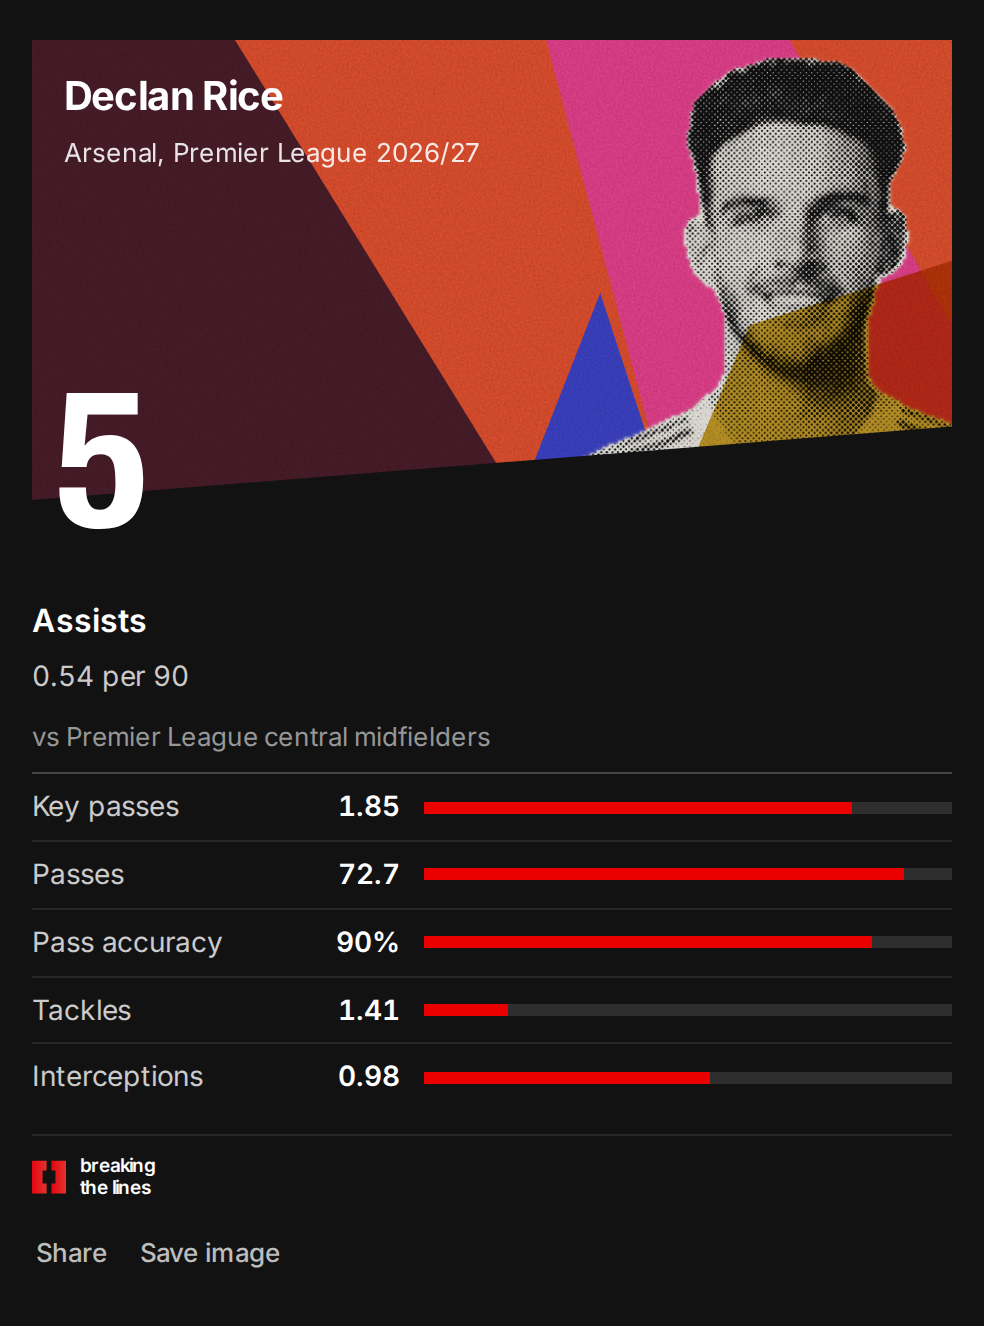 Declan Rice
Arsenal, Premier League 2026/27
5
Assists
0.54 per 90
vs Premier League central midfielders
Key passes 1.85
Passes 72.7
Pass accuracy 90%
Tackles 1.41
Interceptions 0.98
breaking
the lines
Share Save image